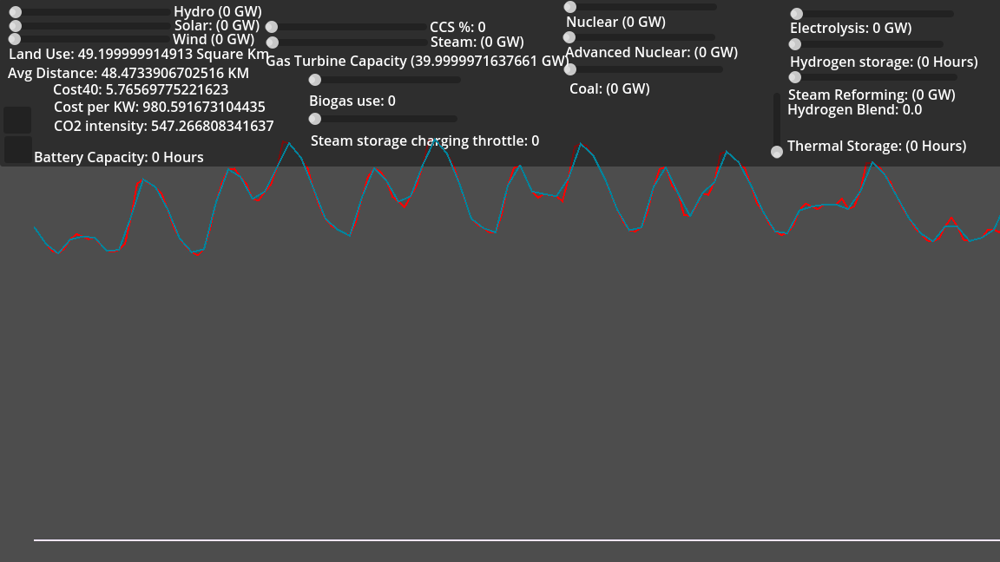 Hydro (0 GW)
Solar: (0 GW)
Wind (0 GW)
Land Use: 49.199999914913 Square Km
Avg Distance: 48.4733906702516 KM
Cost40: 5.76569775221623
Cost per KW: 980.591673104435
CO2 intensity: 547.266808341637
Battery Capacity: 0 Hours
CCS %: 0
Steam: (0 GW)
Gas Turbine Capacity (39.9999971637661 GW)
Biogas use: 0
Steam storage charging throttle: 0
Nuclear (0 GW)
Advanced Nuclear: (0 GW)
Coal: (0 GW)
Electrolysis: 0 GW)
Hydrogen storage: (0 Hours)
Steam Reforming: (0 GW)
Hydrogen Blend: 0.0
Thermal Storage: (0 Hours)